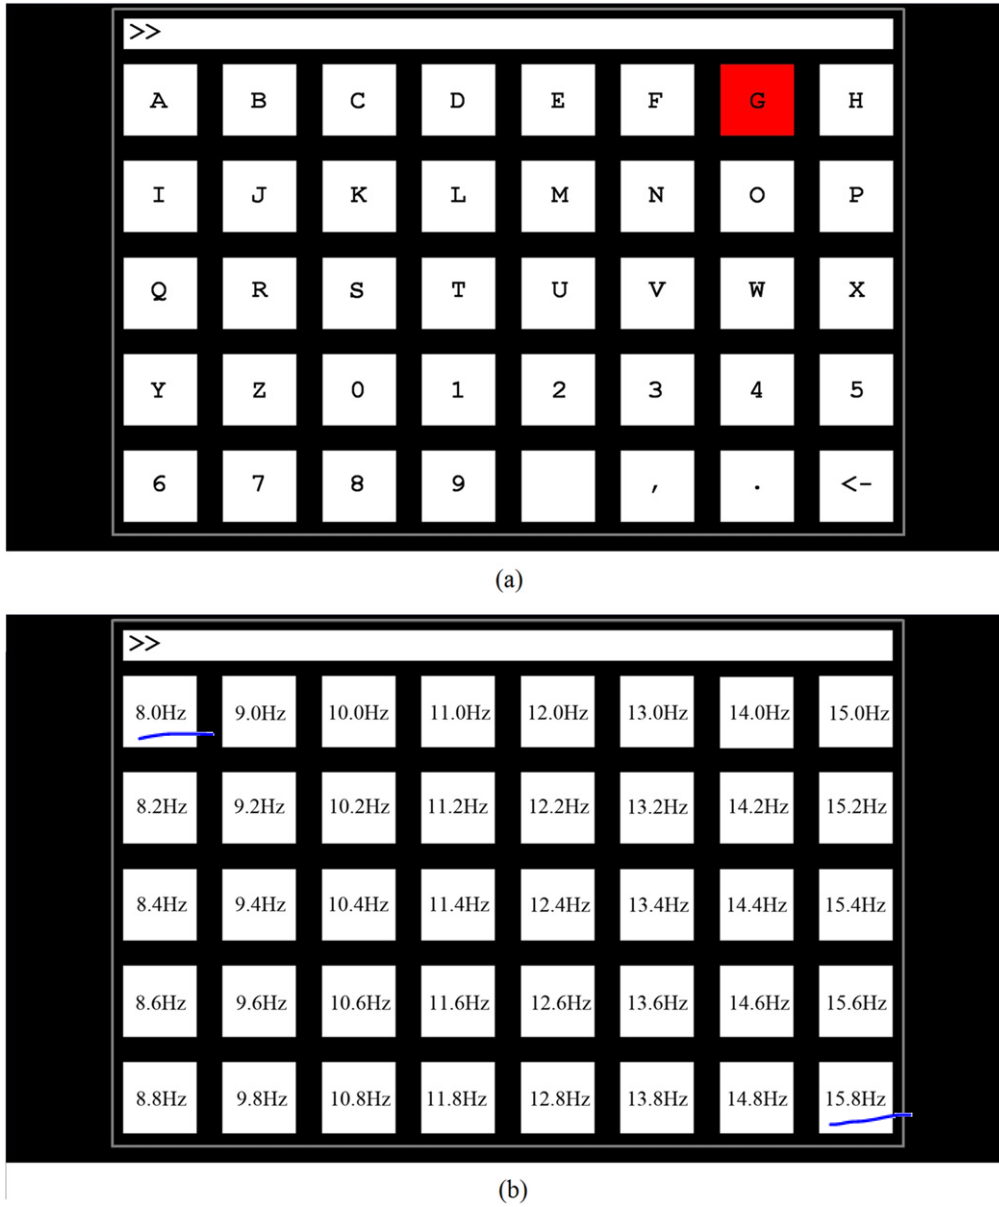 >>
A B C D E F G H
I J K L M N O P
Q R S T U V W X
Y Z 0 1 2 3 4 5
6 7 8 9 , . <-
(a)
>>
8.0Hz 9.0Hz 10.0Hz 11.0Hz 12.0Hz 13.0Hz 14.0Hz 15.0Hz
8.2Hz 9.2Hz 10.2Hz 11.2Hz 12.2Hz 13.2Hz 14.2Hz 15.2Hz
8.4Hz 9.4Hz 10.4Hz 11.4Hz 12.4Hz 13.4Hz 14.4Hz 15.4Hz
8.6Hz 9.6Hz 10.6Hz 11.6Hz 12.6Hz 13.6Hz 14.6Hz 15.6Hz
8.8Hz 9.8Hz 10.8Hz 11.8Hz 12.8Hz 13.8Hz 14.8Hz 15.8Hz
(b)